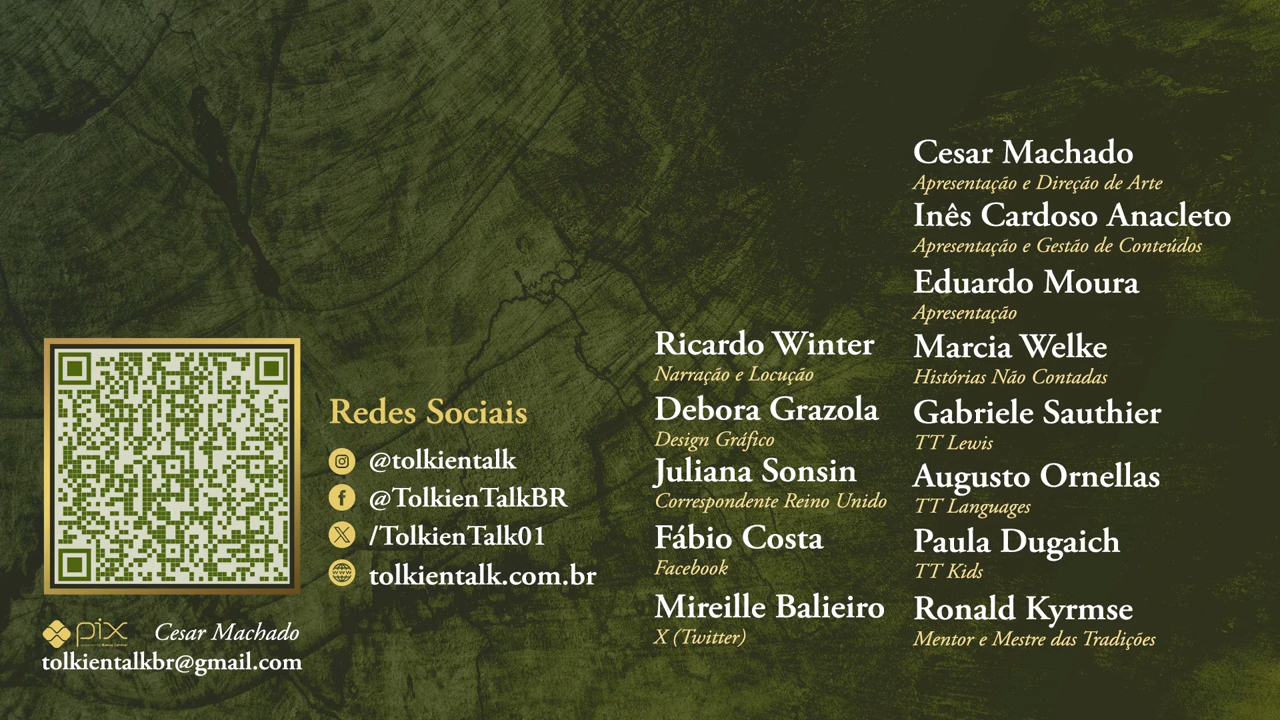 Redes Sociais
@tolkientalk
@TolkienTalkBR
/TolkienTalk01
tolkientalk.com.br
pix
Cesar Machado
tolkientalkbr@gmail.com
Ricardo Winter
Narração e Locução
Debora Grazola
Design Gráfico
Juliana Sonsin
Correspondente Reino Unido
Fábio Costa
Facebook
Mireille Balieiro
X (Twitter)
Cesar Machado
Apresentação e Direção de Arte
Inês Cardoso Anacleto
Apresentação e Gestão de Conteúdos
Eduardo Moura
Apresentação
Marcia Welke
Histórias Não Contadas
Gabriele Sauthier
TT Lewis
Augusto Ornellas
TT Languages
Paula Dugaich
TT Kids
Ronald Kyrmse
Mentor e Mestre das Tradições